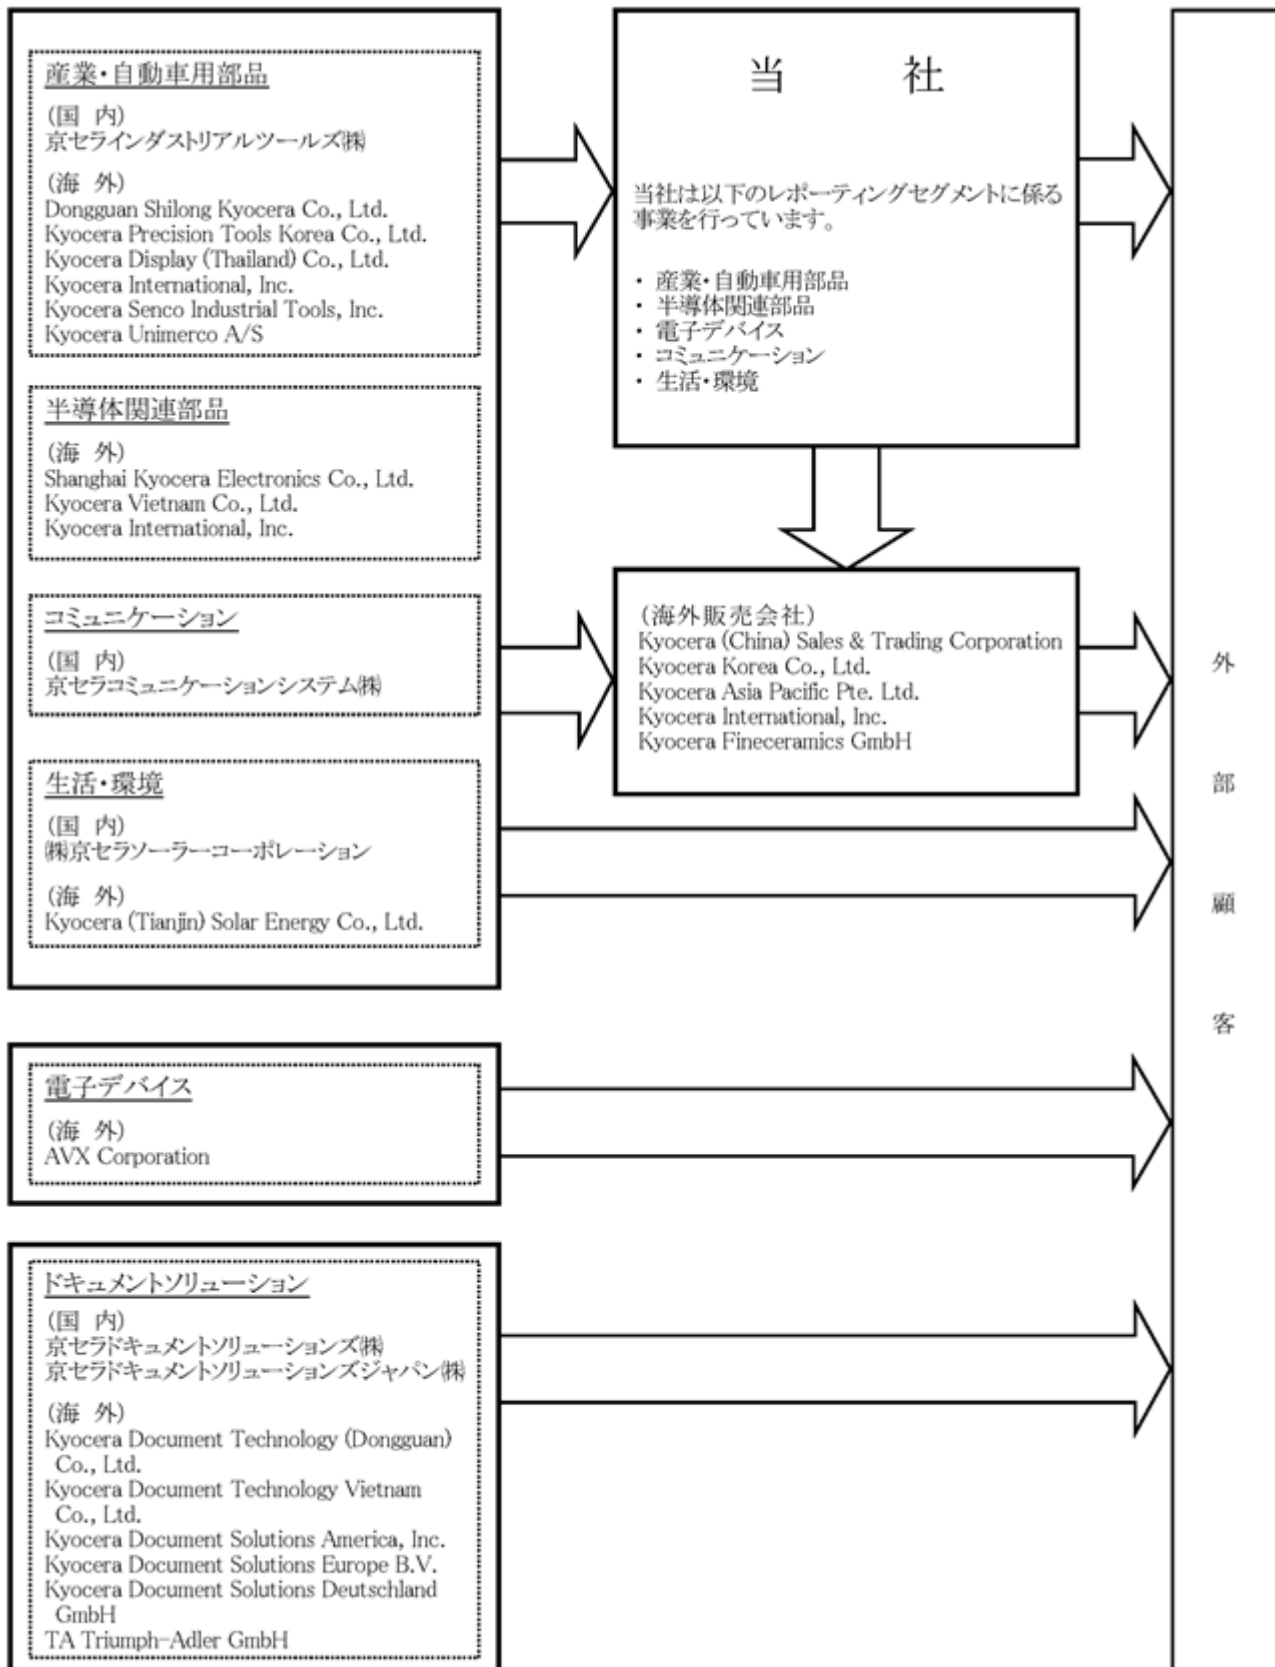 産業・自動車用部品
(国 内)
京セラインダストリアルツールズ㈱
(海 外)
Dongguan Shilong Kyocera Co., Ltd.
Kyocera Precision Tools Korea Co., Ltd.
Kyocera Display (Thailand) Co., Ltd.
Kyocera International, Inc.
Kyocera Senco Industrial Tools, Inc.
Kyocera Unimerco A/S
半導体関連部品
(海 外)
Shanghai Kyocera Electronics Co., Ltd.
Kyocera Vietnam Co., Ltd.
Kyocera International, Inc.
コミュニケーション
(国 内)
京セラコミュニケーションシステム㈱
生活・環境
(国 内)
㈱京セラソーラーコーポレーション
(海 外)
Kyocera (Tianjin) Solar Energy Co., Ltd.
当 社
当社は以下のレポーティングセグメントに係る
事業を行っています。
・ 産業・自動車用部品
・ 半導体関連部品
・ 電子デバイス
・ コミュニケーション
・ 生活・環境
(海外販売会社)
Kyocera (China) Sales & Trading Corporation
Kyocera Korea Co., Ltd.
Kyocera Asia Pacific Pte. Ltd.
Kyocera International, Inc.
Kyocera Fineceramics GmbH
電子デバイス
(海 外)
AVX Corporation
ドキュメントソリューション
(国 内)
京セラドキュメントソリューションズ㈱
京セラドキュメントソリューションズジャパン㈱
(海 外)
Kyocera Document Technology (Dongguan)
Co., Ltd.
Kyocera Document Technology Vietnam
Co., Ltd.
Kyocera Document Solutions America, Inc.
Kyocera Document Solutions Europe B.V.
Kyocera Document Solutions Deutschland
GmbH
TA Triumph-Adler GmbH
外部顧客